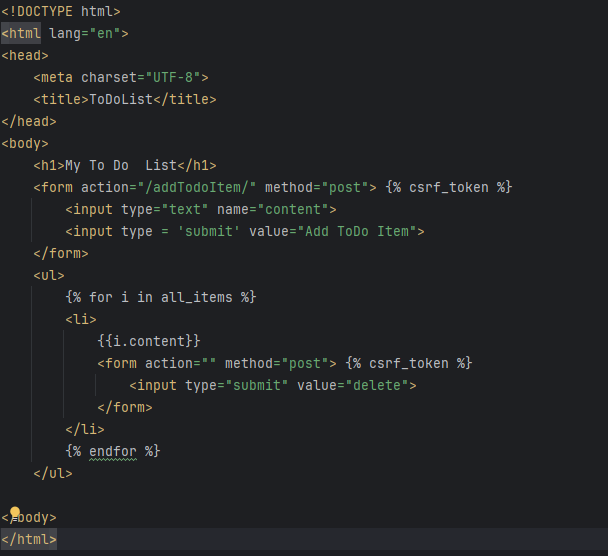 <!DOCTYPE html>
<html lang="en">
<head>
    <meta charset="UTF-8">
    <title>ToDoList</title>
</head>
<body>
    <h1>My To Do  List</h1>
    <form action="/addTodoItem/" method="post"> {% csrf_token %}
        <input type="text" name="content">
        <input type = 'submit' value="Add ToDo Item">
    </form>
    <ul>
        {% for i in all_items %}
        <li>
            {{i.content}}
            <form action="" method="post"> {% csrf_token %}
                <input type="submit" value="delete">
            </form>
        </li>
        {% endfor %}
    </ul>

</body>
</html>